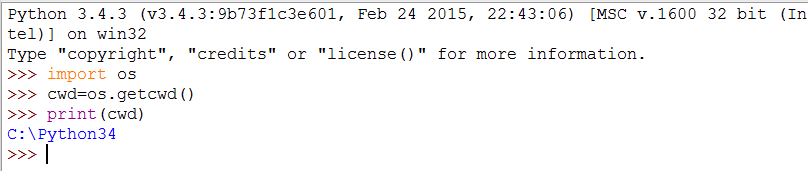 Python 3.4.3 (v3.4.3:9b73f1c3e601, Feb 24 2015, 22:43:06) [MSC v.1600 32 bit (In
tel)] on win32
Type "copyright", "credits" or "license()" for more information.
>>> import os
>>> cwd=os.getcwd()
>>> print(cwd)
C:\Python34
>>>